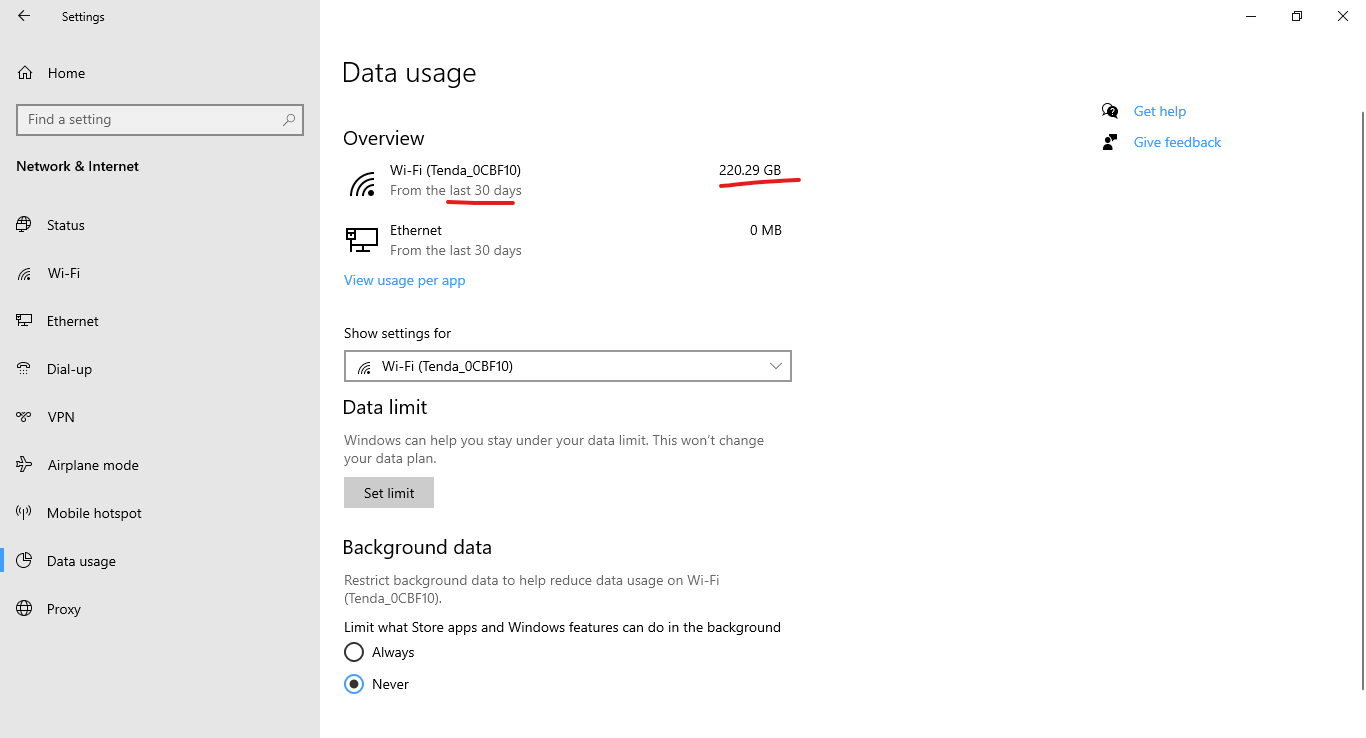 Settings
Home
Find a setting
Network & Internet
Status
Wi-Fi
Ethernet
Dial-up
VPN
Airplane mode
Mobile hotspot
Data usage
Proxy
Data usage
Overview
Wi-Fi (Tenda_0CBF10) 220.29 GB
From the last 30 days
Ethernet 0 MB
From the last 30 days
View usage per app
Show settings for
Wi-Fi (Tenda_0CBF10)
Data limit
Windows can help you stay under your data limit. This won't change
your data plan.
Set limit
Background data
Restrict background data to help reduce data usage on Wi-Fi
(Tenda_0CBF10).
Limit what Store apps and Windows features can do in the background
Always
Never
Get help
Give feedback